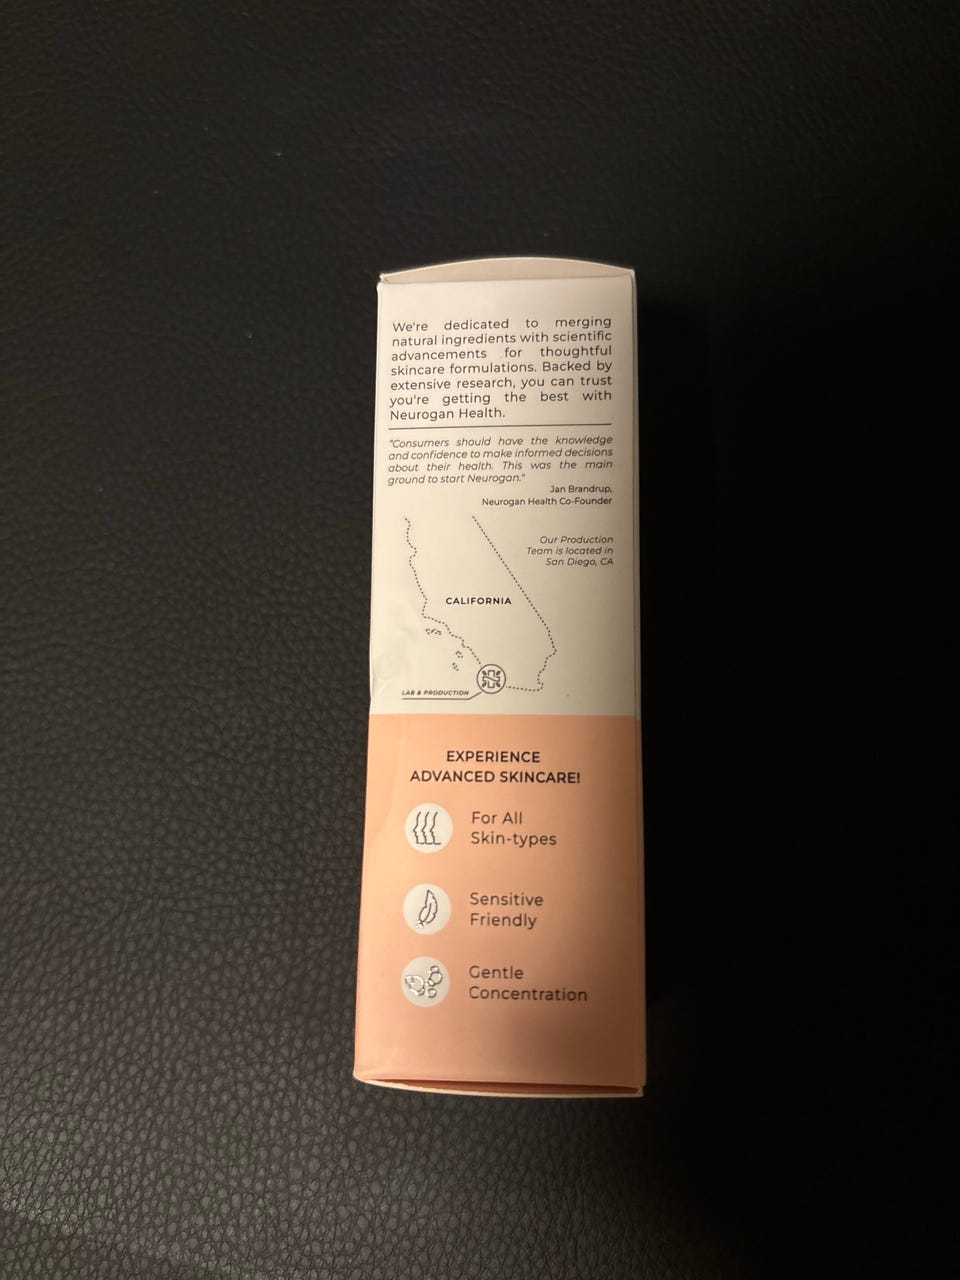 We're dedicated to merging
natural ingredients with scientific
advancements for thoughtful
skincare formulations. Backed by
extensive research, you can trust
you're getting the best with
Neurogan Health.
"Consumers should have the knowledge
and confidence to make informed decisions
about their health. This was the main
ground to start Neurogan."
Jan Brandrup,
Neurogan Health Co-Founder
Our Production
Team is located in
San Diego, CA
CALIFORNIA
LAB & PRODUCTION
EXPERIENCE
ADVANCED SKINCARE!
For All
Skin-types
Sensitive
Friendly
Gentle
Concentration